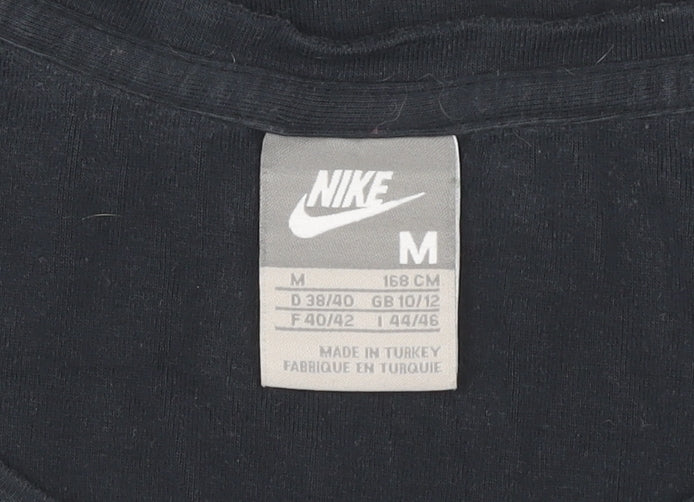 NIKE
M
M 168 CM
D 38/40 GB 10/12
F 40/42 I 44/46
MADE IN TURKEY
FABRIQUE EN TURQUIE